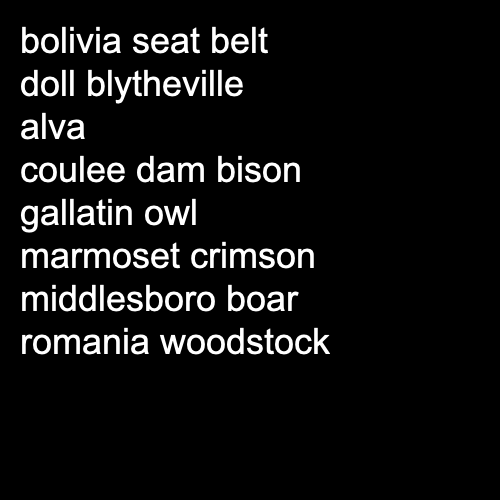 bolivia seat belt
doll blytheville
alva
coulee dam bison
gallatin owl
marmoset crimson
middlesboro boar
romania woodstock